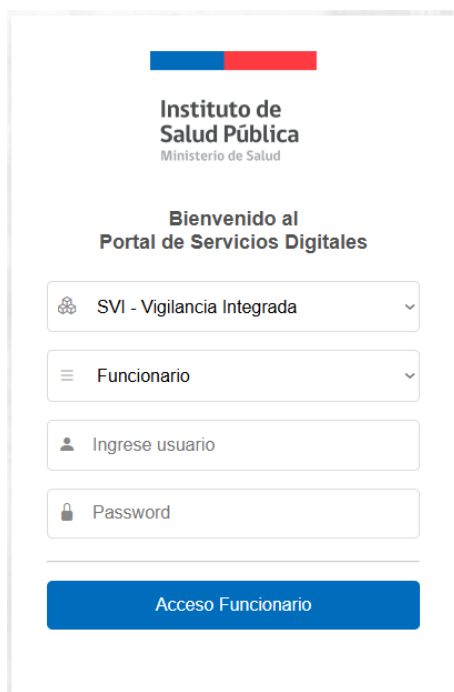 Instituto de
Salud Pública
Ministerio de Salud
Bienvenido al
Portal de Servicios Digitales
SVI - Vigilancia Integrada
Funcionario
Ingrese usuario
Password
Acceso Funcionario